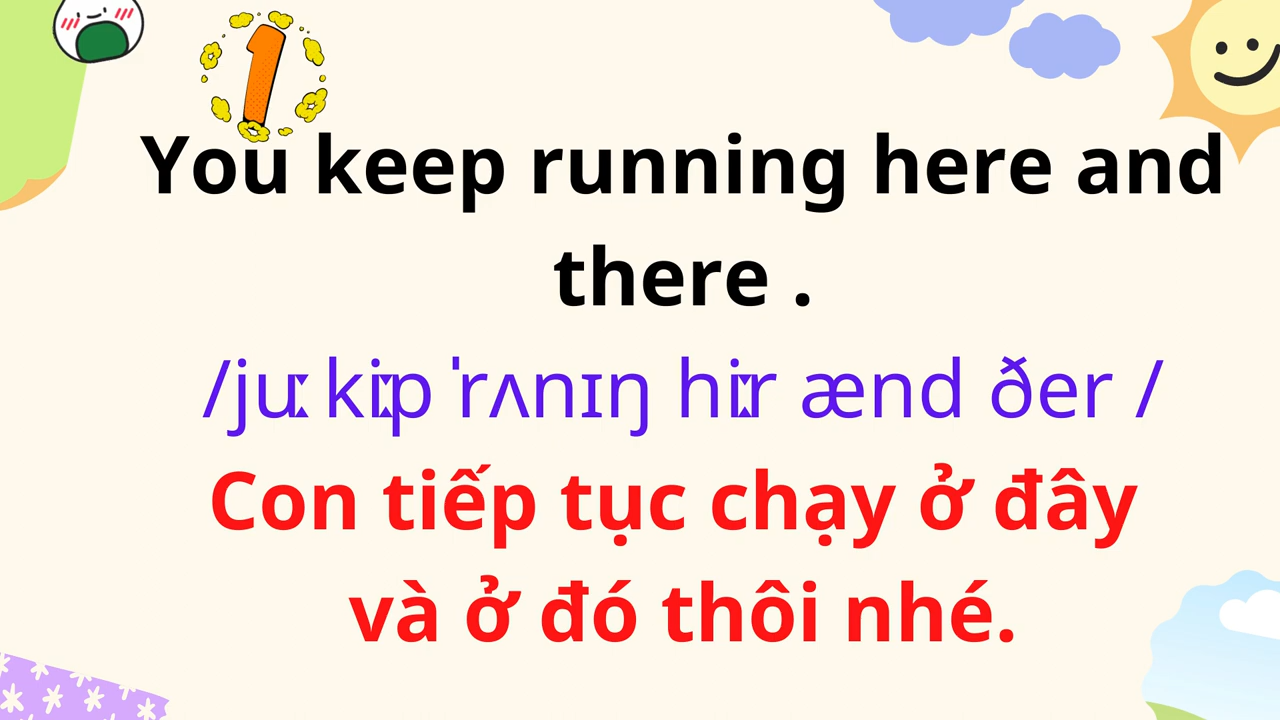 1
You keep running here and
there .
/juː kiːp ˈrʌnɪŋ hiːr ænd ðer /
Con tiếp tục chạy ở đây
và ở đó thôi nhé.